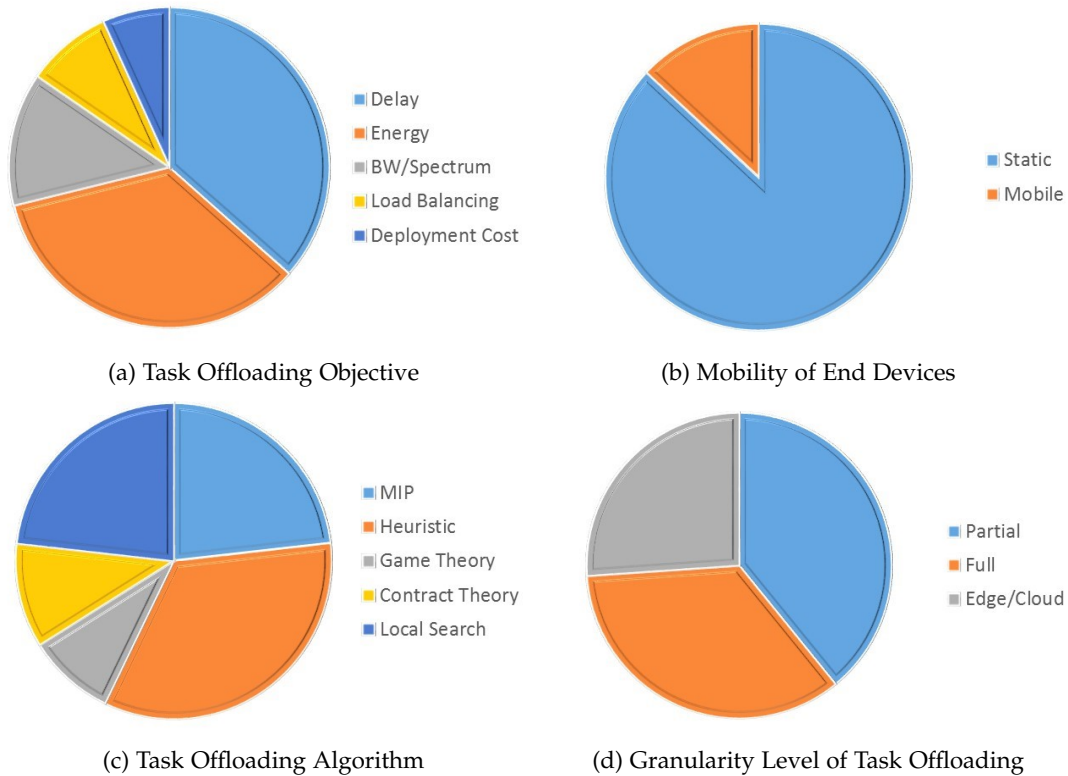 Delay
Energy
BW/Spectrum
Load Balancing
Deployment Cost
(a) Task Offloading Objective
Static
Mobile
(b) Mobility of End Devices
MIP
Heuristic
Game Theory
Contract Theory
Local Search
(c) Task Offloading Algorithm
Partial
Full
Edge/Cloud
(d) Granularity Level of Task Offloading